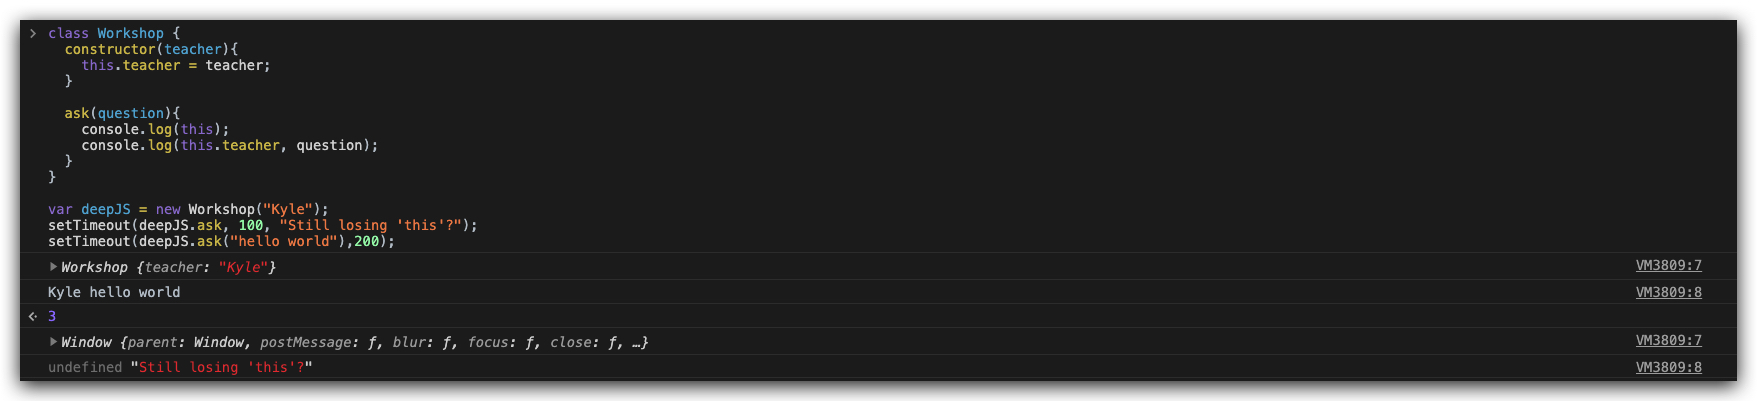 class Workshop {
  constructor(teacher){
    this.teacher = teacher;
  }

  ask(question){
    console.log(this);
    console.log(this.teacher, question);
  }
}

var deepJS = new Workshop("Kyle");
setTimeout(deepJS.ask, 100, "Still losing 'this'?");
setTimeout(deepJS.ask("hello world"),200);
Workshop {teacher: "Kyle"} VM3809:7
Kyle hello world VM3809:8
3
Window {parent: Window, postMessage: ƒ, blur: ƒ, focus: ƒ, close: ƒ, …} VM3809:7
undefined "Still losing 'this'?" VM3809:8